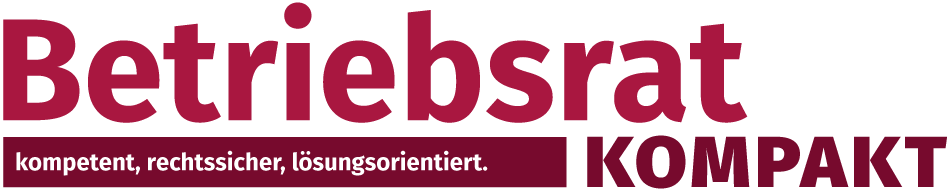 Betriebsrat
kompetent, rechtssicher, lösungsorientiert.
KOMPAKT